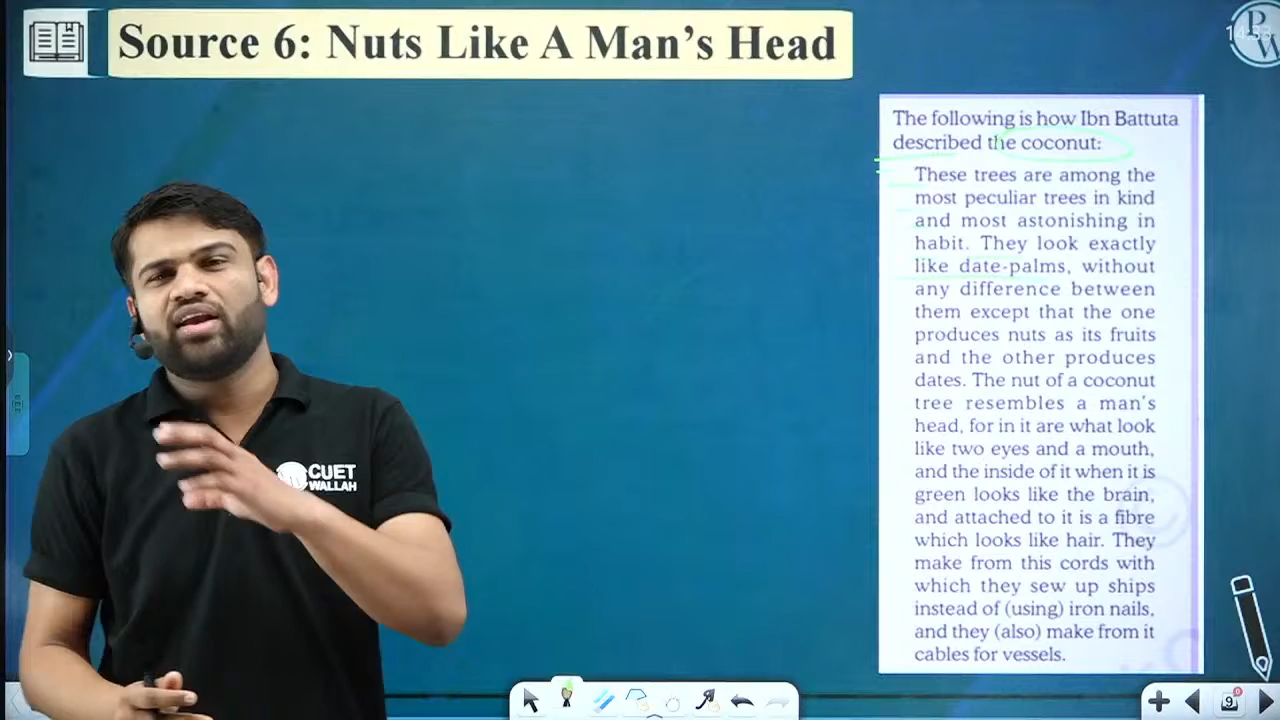 Source 6: Nuts Like A Man's Head
The following is how Ibn Battuta
described the coconut:
These trees are among the
most peculiar trees in kind
and most astonishing in
habit. They look exactly
like date-palms, without
any difference between
them except that the one
produces nuts as its fruits
and the other produces
dates. The nut of a coconut
tree resembles a man's
head, for in it are what look
like two eyes and a mouth,
and the inside of it when it is
green looks like the brain,
and attached to it is a fibre
which looks like hair. They
make from this cords with
which they sew up ships
instead of (using) iron nails,
and they (also) make from it
cables for vessels.
CUET
WALLAH
P
W
9